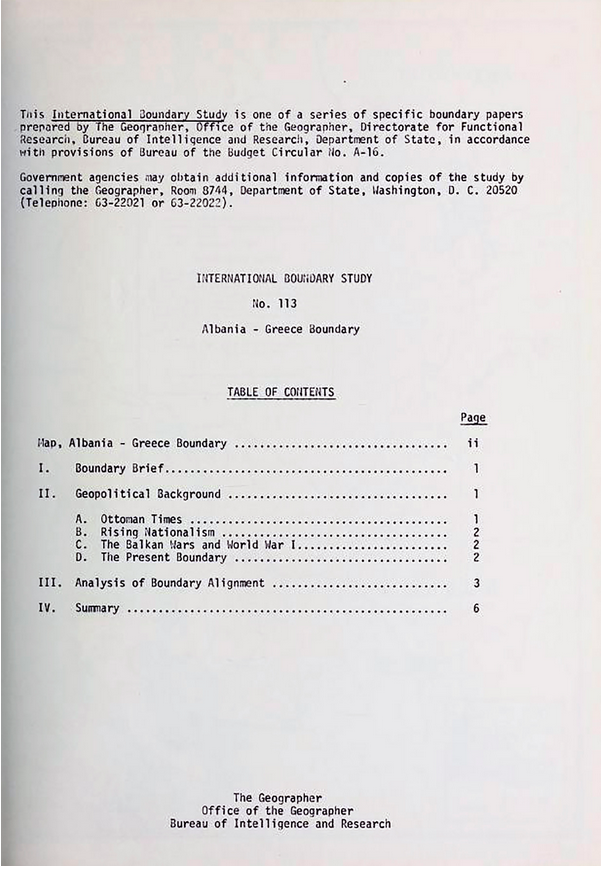 This International Boundary Study is one of a series of specific boundary papers
prepared by The Geographer, Office of the Geographer, Directorate for Functional
Research, Bureau of Intelligence and Research, Department of State, in accordance
with provisions of Bureau of the Budget Circular No. A-16.
Government agencies may obtain additional information and copies of the study by
calling the Geographer, Room 8744, Department of State, Washington, D. C. 20520
(Telephone: 63-22021 or 63-22022).
INTERNATIONAL BOUNDARY STUDY
No. 113
Albania - Greece Boundary
TABLE OF CONTENTS
Page
Map, Albania - Greece Boundary .................................. ii
I. Boundary Brief............................................. 1
II. Geopolitical Background ................................... 1
A. Ottoman Times ......................................... 1
B. Rising Nationalism .................................... 2
C. The Balkan Wars and World War I........................ 2
D. The Present Boundary .................................. 2
III. Analysis of Boundary Alignment ............................ 3
IV. Summary ................................................... 6
The Geographer
Office of the Geographer
Bureau of Intelligence and Research